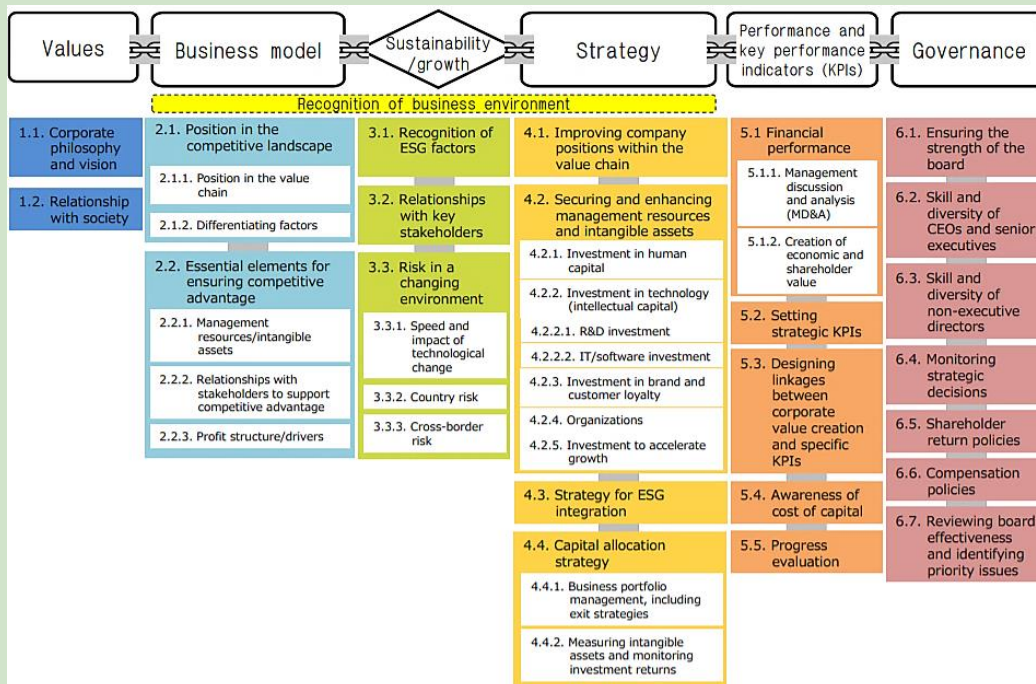 Values
Business model
Sustainability
/growth
Strategy
Performance and
key performance
indicators (KPIs)
Governance
Recognition of business environment
1.1. Corporate
philosophy
and vision
1.2. Relationship
with society
2.1. Position in the
competitive landscape
2.1.1. Position in the value
chain
2.1.2. Differentiating factors
2.2. Essential elements for
ensuring competitive
advantage
2.2.1. Management
resources/intangible
assets
2.2.2. Relationships with
stakeholders to support
competitive advantage
2.2.3. Profit structure/drivers
3.1. Recognition of
ESG factors
3.2. Relationships
with key
stakeholders
3.3. Risk in a
changing
environment
3.3.1. Speed and
impact of
technological
change
3.3.2. Country risk
3.3.3. Cross-border
risk
4.1. Improving company
positions within the
value chain
4.2. Securing and enhancing
management resources
and intangible assets
4.2.1. Investment in human
capital
4.2.2. Investment in technology
(intellectual capital)
4.2.2.1. R&D investment
4.2.2.2. IT/software investment
4.2.3. Investment in brand and
customer loyalty
4.2.4. Organizations
4.2.5. Investment to accelerate
growth
4.3. Strategy for ESG
integration
4.4. Capital allocation
strategy
4.4.1. Business portfolio
management, including
exit strategies
4.4.2. Measuring intangible
assets and monitoring
investment returns
5.1 Financial
performance
5.1.1. Management
discussion
and analysis
(MD&A)
5.1.2. Creation of
economic and
shareholder
value
5.2. Setting
strategic KPIs
5.3. Designing
linkages
between
corporate
value creation
and specific
KPIs
5.4. Awareness of
cost of capital
5.5. Progress
evaluation
6.1. Ensuring the
strength of the
board
6.2. Skill and
diversity of
CEOs and senior
executives
6.3. Skill and
diversity of
non-executive
directors
6.4. Monitoring
strategic
decisions
6.5. Shareholder
return policies
6.6. Compensation
policies
6.7. Reviewing board
effectiveness
and identifying
priority issues